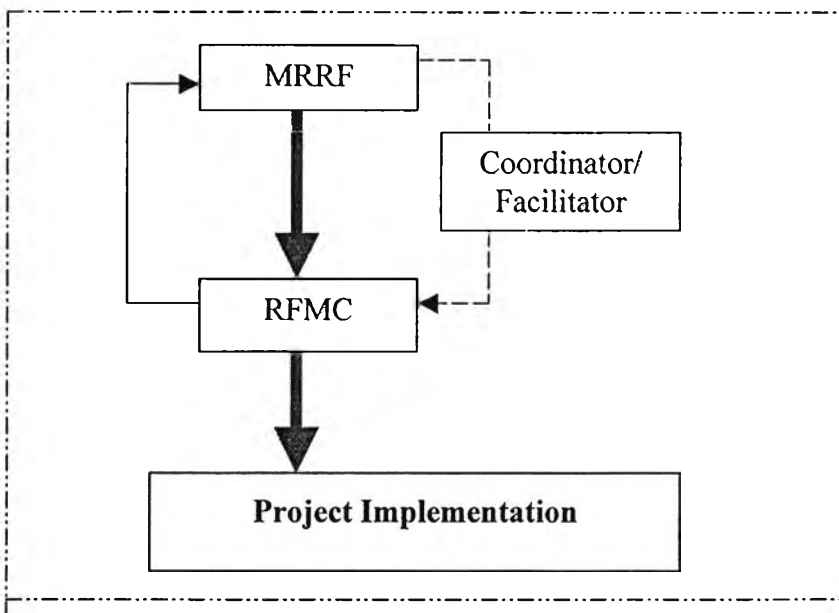 MRRF
Coordinator/
Facilitator
RFMC
Project Implementation